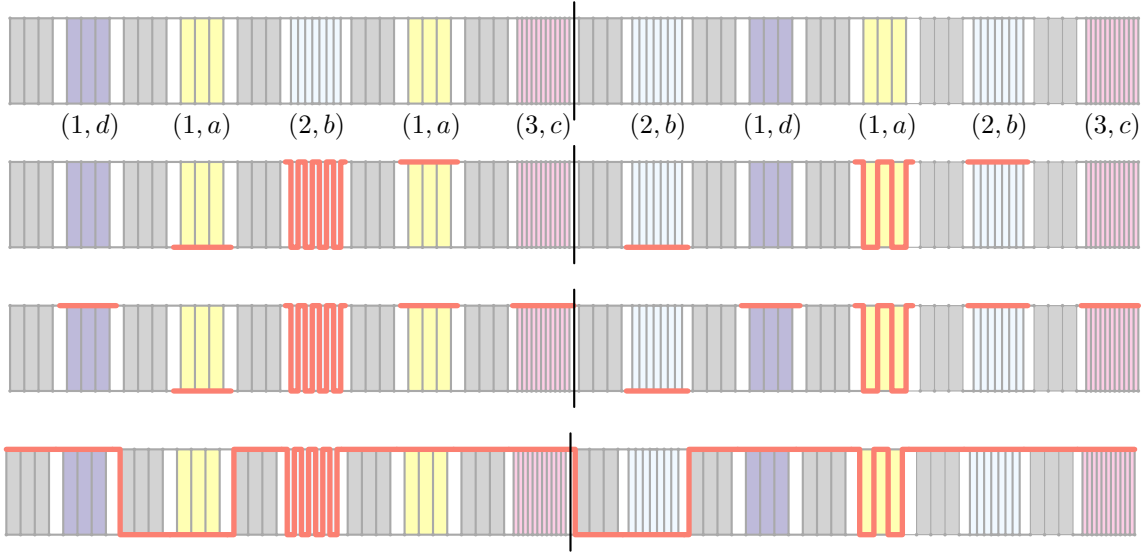 (1, d) (1, a) (2, b) (1, a) (3, c) (2, b) (1, d) (1, a) (2, b) (3, c)